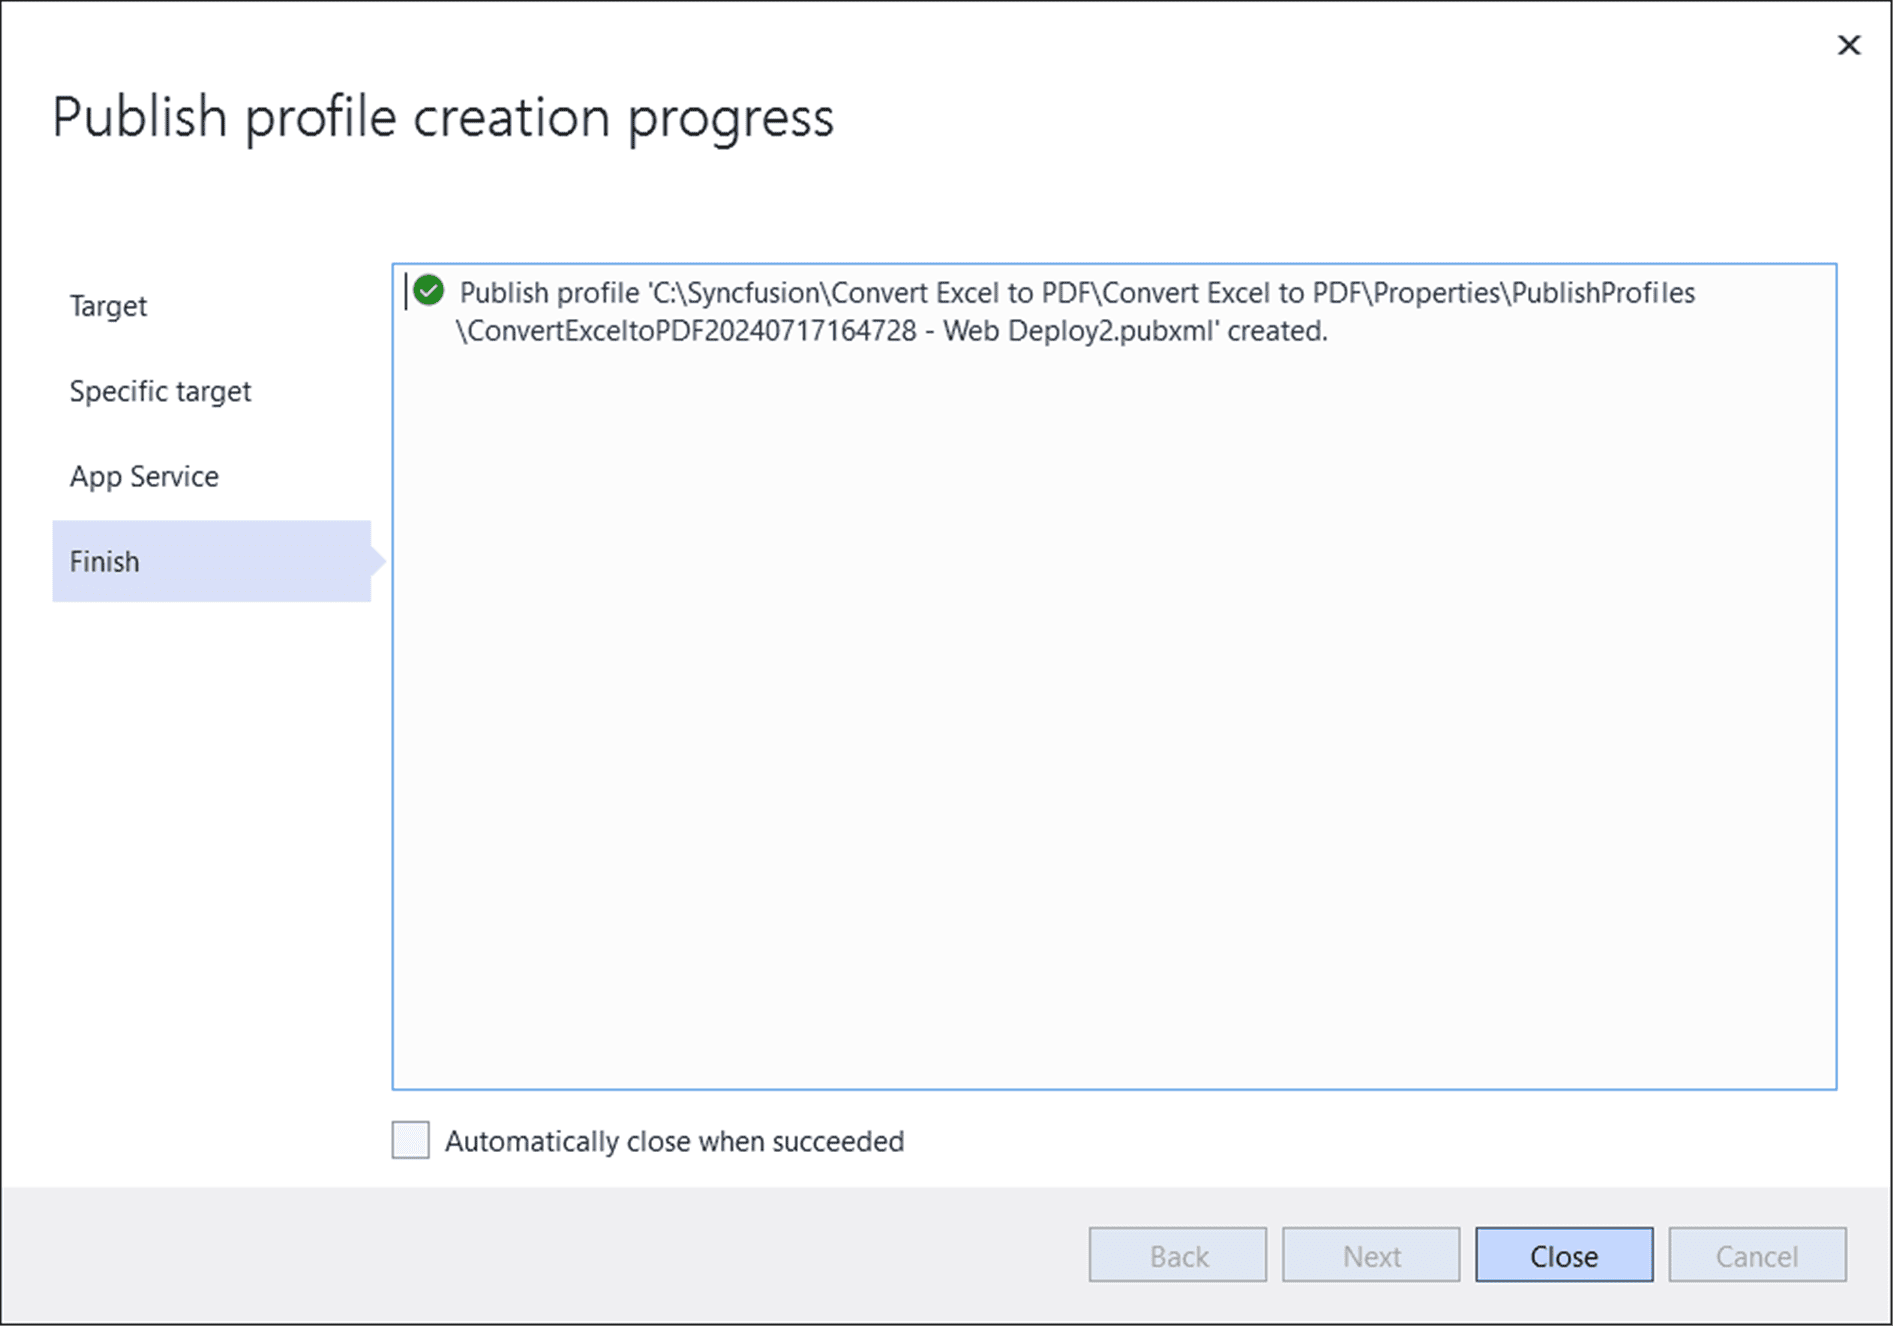 Publish profile creation progress
Target
Specific target
App Service
Finish
Publish profile 'C:\Syncfusion\Convert Excel to PDF\Convert Excel to PDF\Properties\PublishProfiles
\ConvertExceltoPDF20240717164728 - Web Deploy2.pubxml' created.
Automatically close when succeeded
Back
Next
Close
Cancel